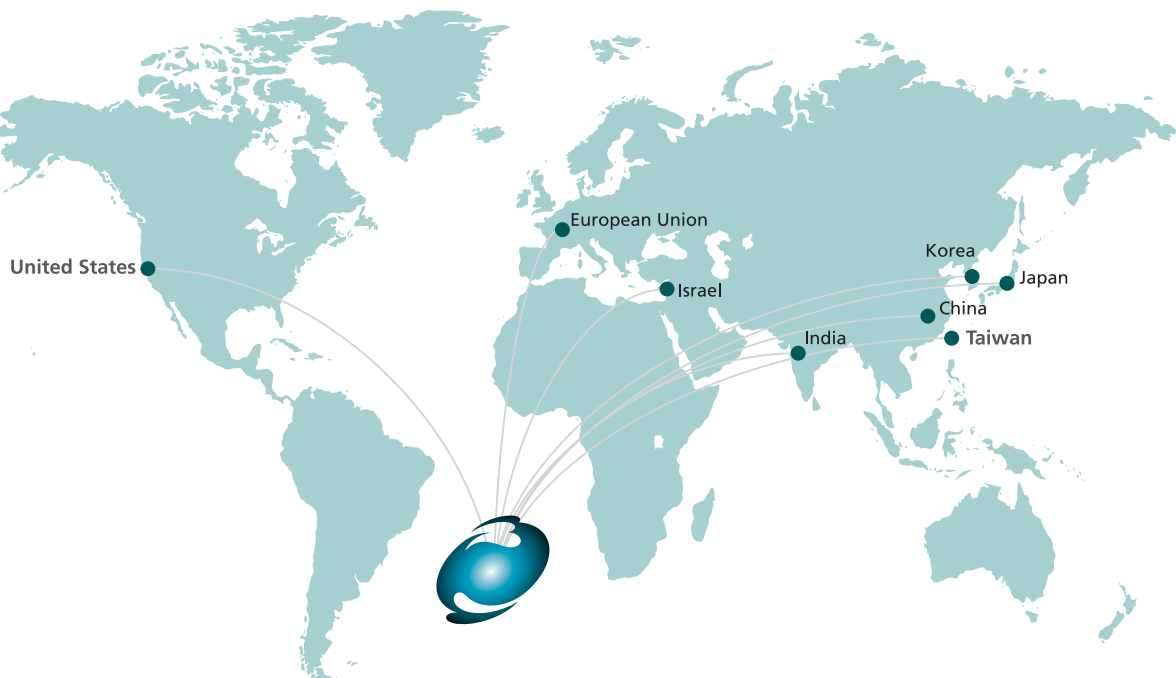 European Union
Korea
United States
Japan
Israel
China
India
Taiwan